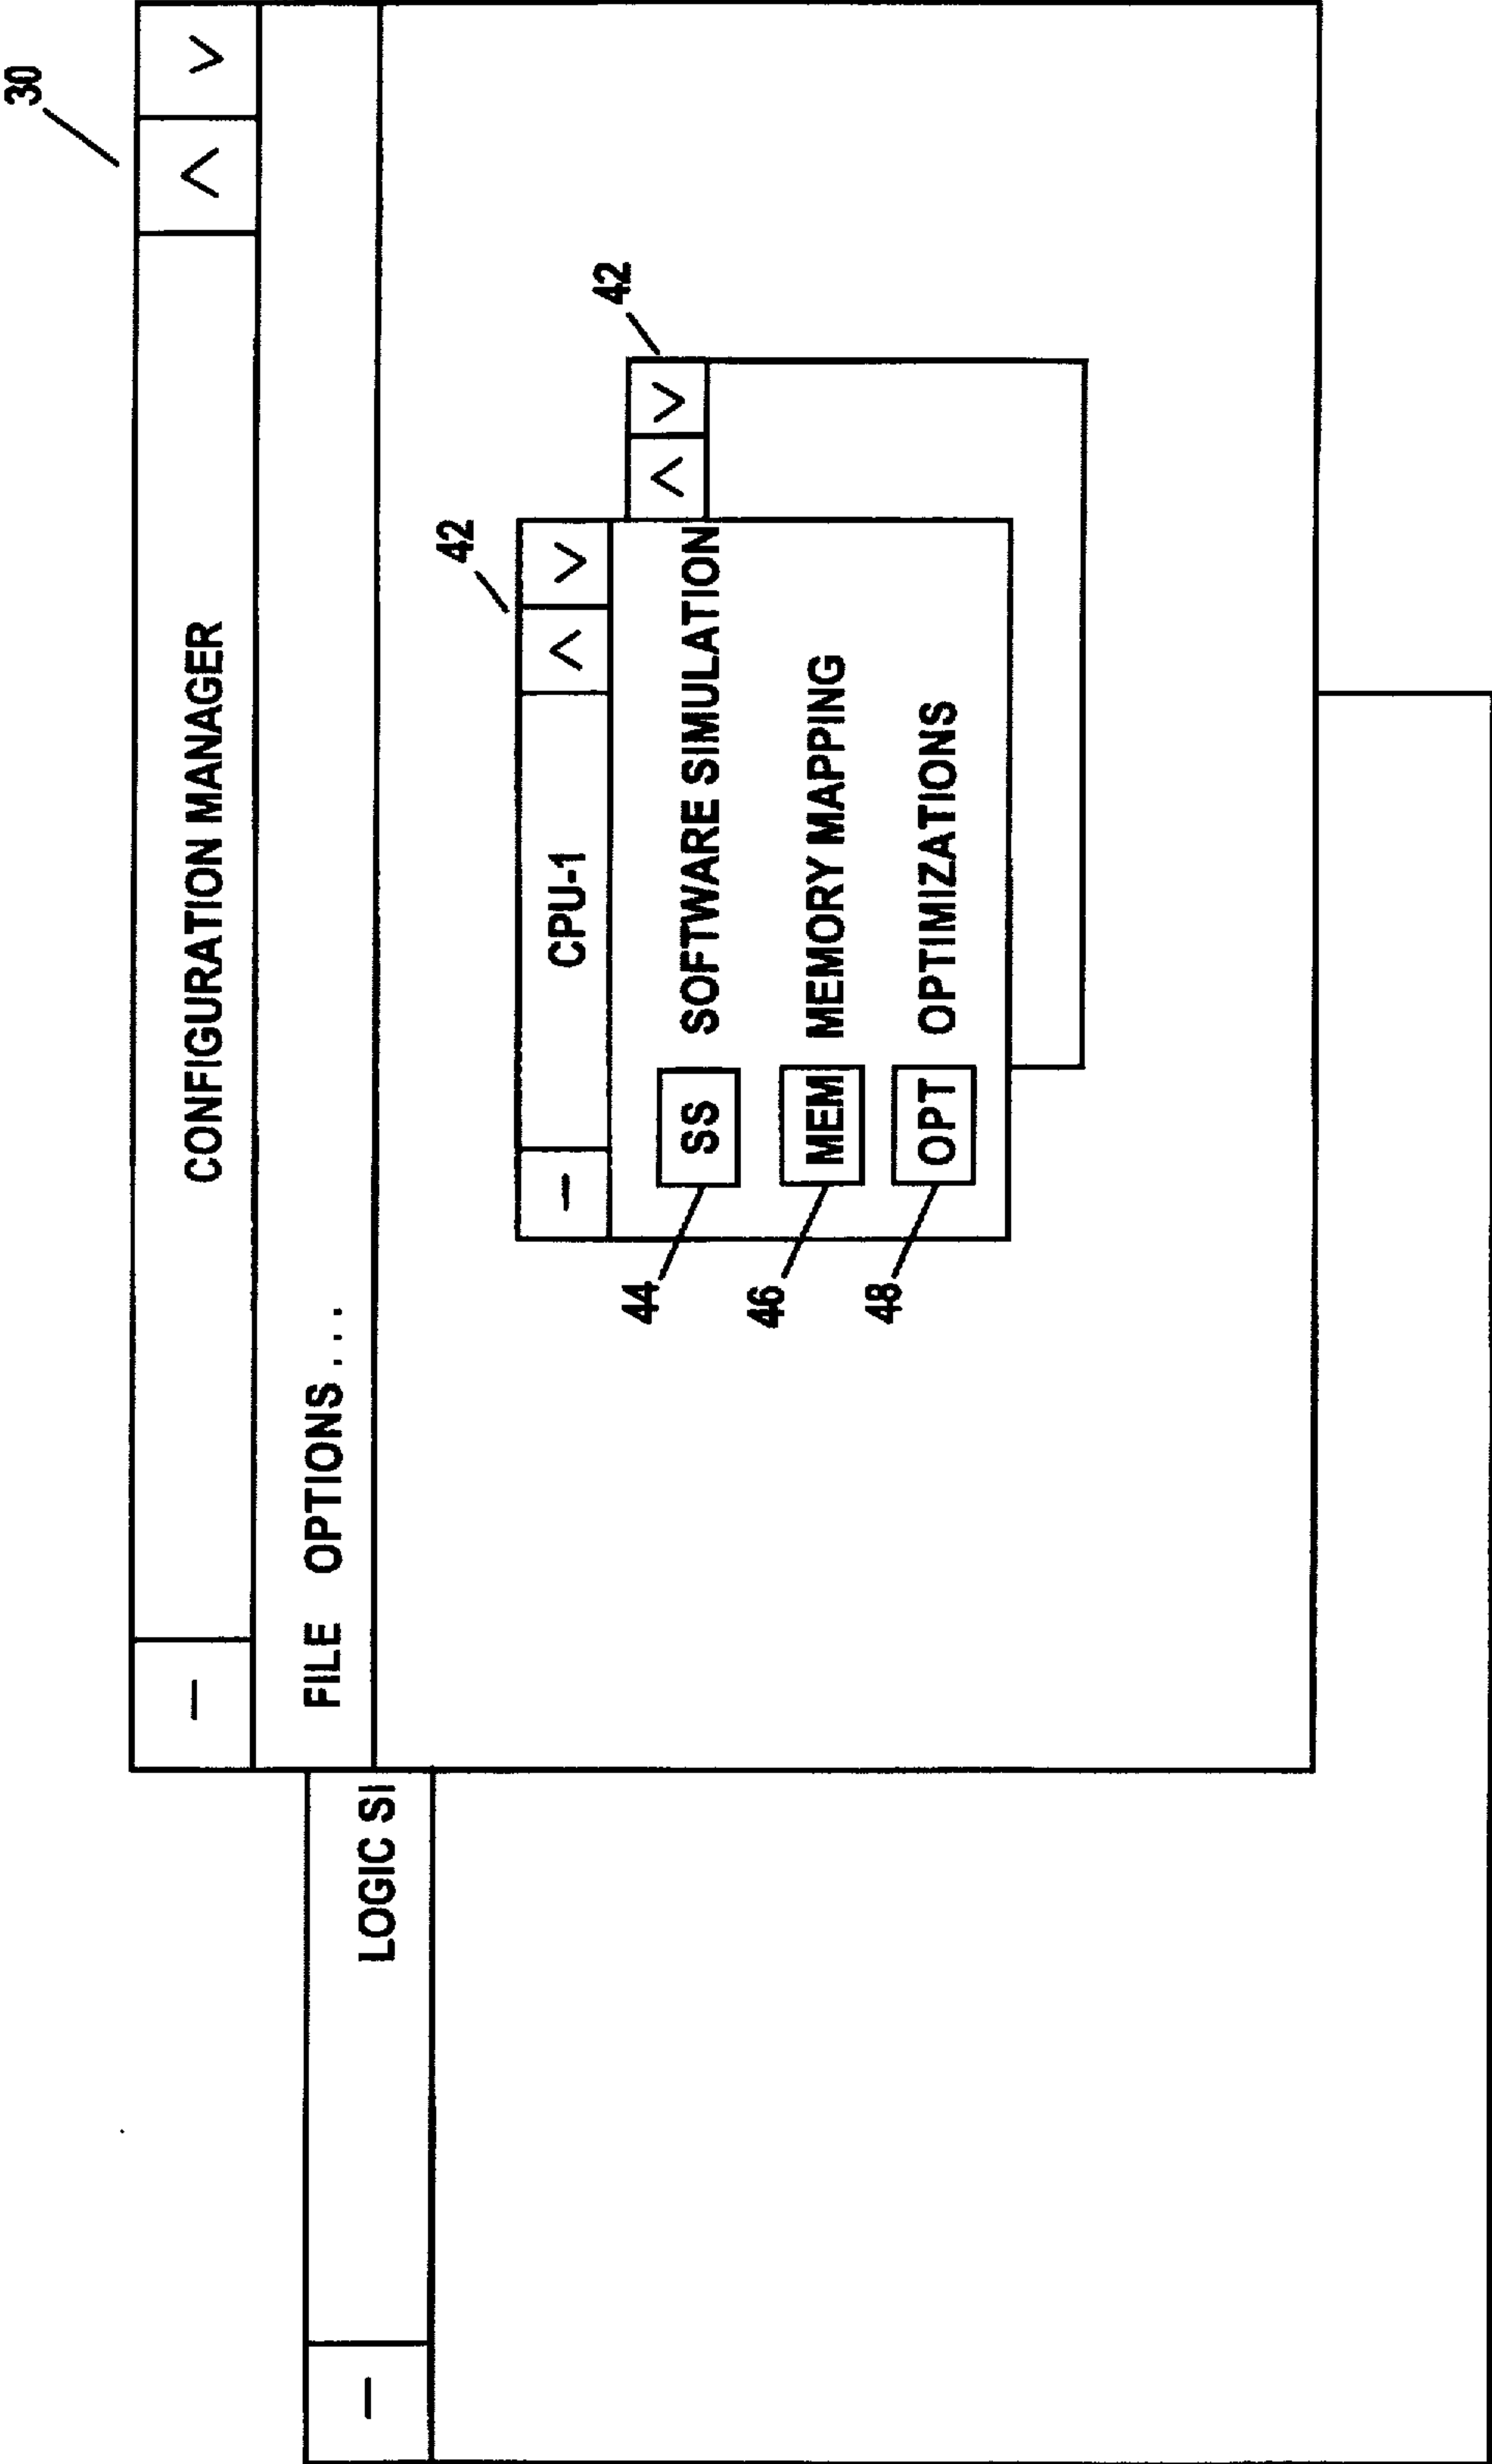 30
– CONFIGURATION MANAGER ^ v
FILE OPTIONS...
– LOGIC SI
42
– CPU-1 ^ v
42
^ v
44 SS SOFTWARE SIMULATION
46 MEM MEMORY MAPPING
48 OPT OPTIMIZATIONS